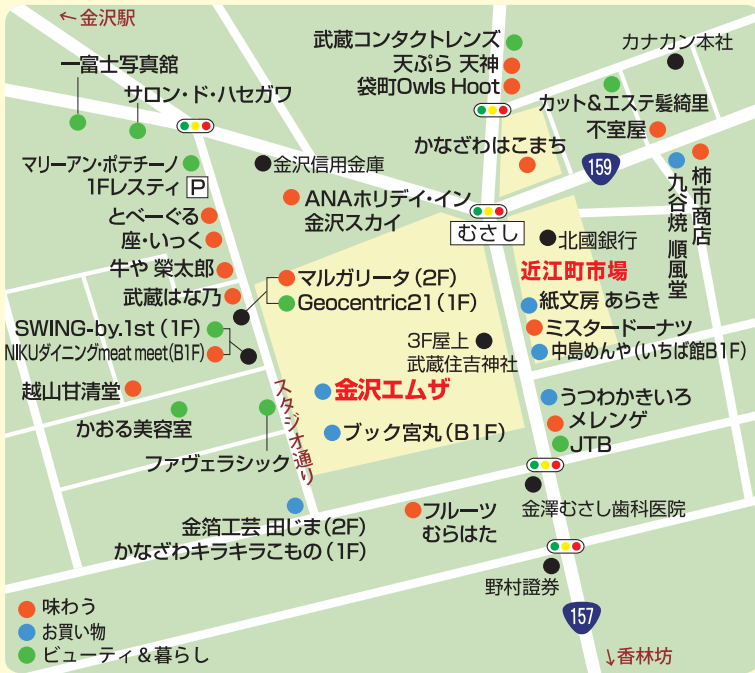 ←金沢駅
一富士写真館
サロン・ド・ハセガワ
武蔵コンタクトレンズ
天ぷら 天神
袋町Owls Hoot
カナカン本社
カット&エステ髪綺里
不室屋
かなざわはこまち
159
柿市商店
九谷焼 順風堂
マリーアン・ポテチーノ
1Fレスティ P
金沢信用金庫
ANAホリデイ・イン
金沢スカイ
むさし
とべーぐる
座・いっく
牛や 榮太郎
武蔵はな乃
マルガリータ(2F)
Geocentric21(1F)
北國銀行
近江町市場
紙文房 あらき
ミスタードーナツ
中島めんや(いちば館B1F)
3F屋上
武蔵住吉神社
SWING-by.1st (1F)
NIKUダイニングmeat meet(B1F)
越山甘清堂
かおる美容室
ファヴェラシック
スタジオ通り
金沢エムザ
ブック宮丸(B1F)
うつわかきいろ
メレンゲ
JTB
金澤むさし歯科医院
金箔工芸 田じま(2F)
かなざわキラキラこもの(1F)
フルーツ
むらはた
野村證券
157
↓香林坊
味わう
お買い物
ビューティ&暮らし